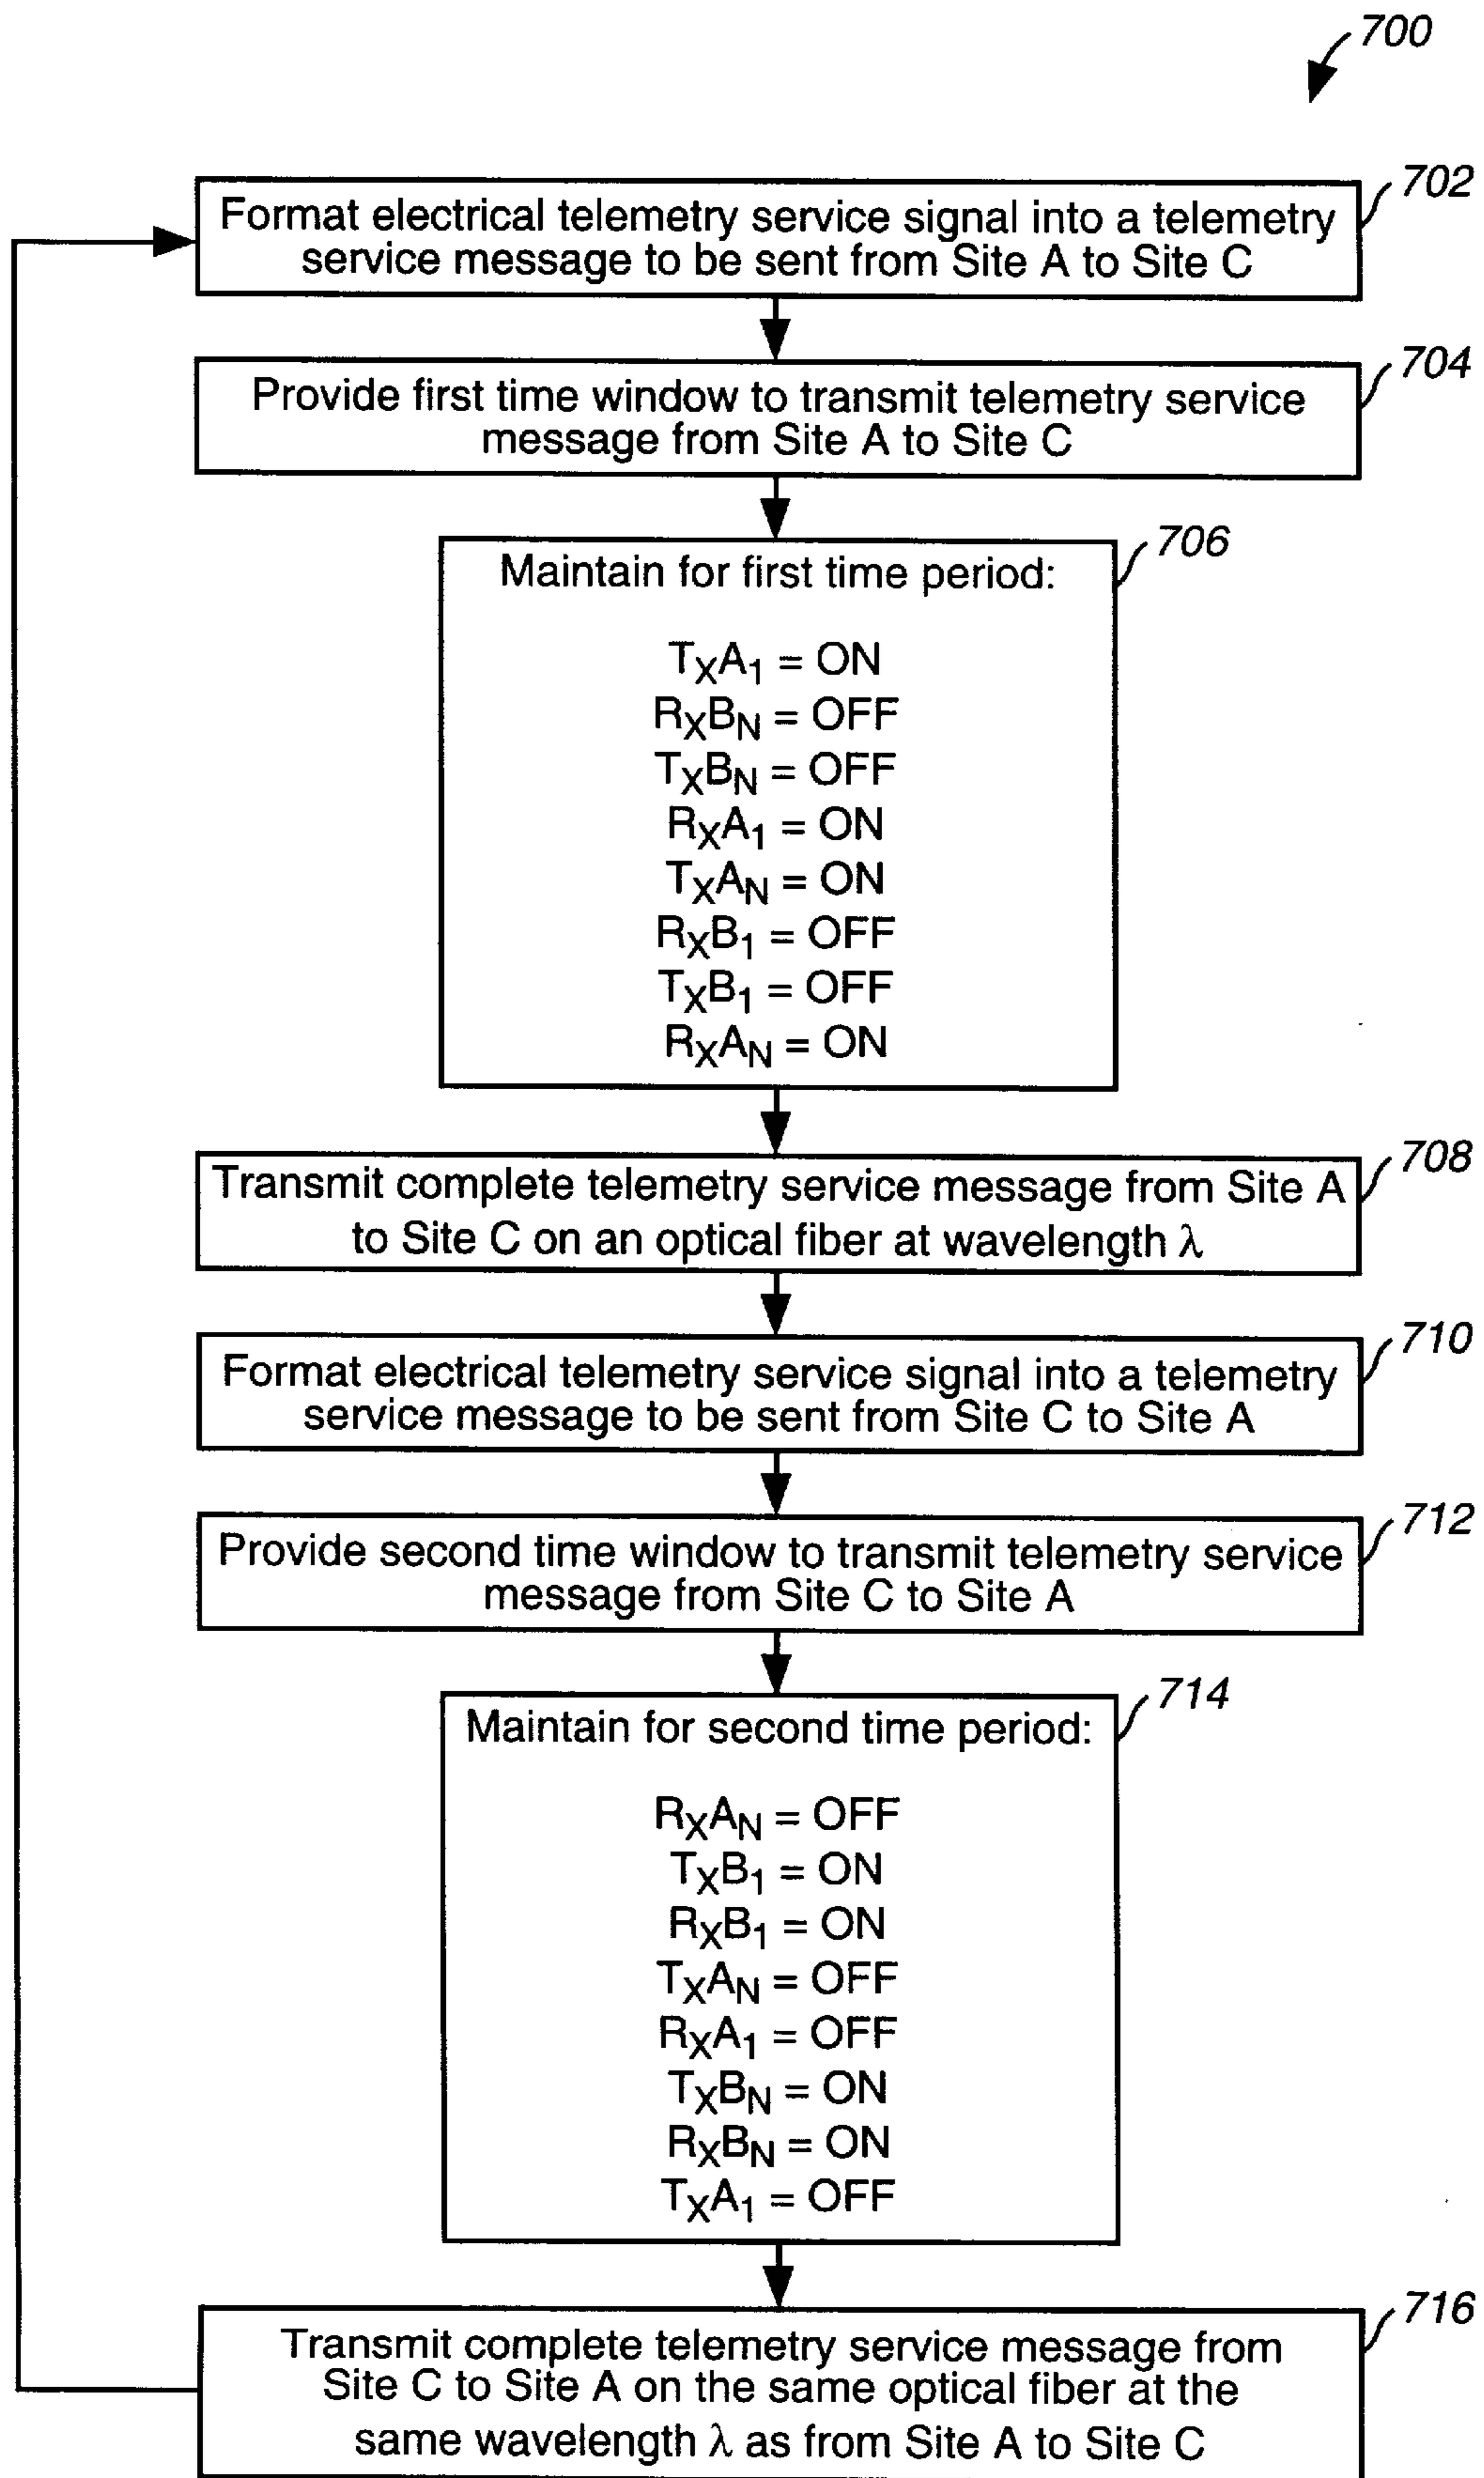 700
702
Format electrical telemetry service signal into a telemetry
service message to be sent from Site A to Site C
704
Provide first time window to transmit telemetry service
message from Site A to Site C
706
Maintain for first time period:
TXA1 = ON
RXBN = OFF
TXBN = OFF
RXA1 = ON
TXAN = ON
RXB1 = OFF
TXB1 = OFF
RXAN = ON
708
Transmit complete telemetry service message from Site A
to Site C on an optical fiber at wavelength λ
710
Format electrical telemetry service signal into a telemetry
service message to be sent from Site C to Site A
712
Provide second time window to transmit telemetry service
message from Site C to Site A
714
Maintain for second time period:
RXAN = OFF
TXB1 = ON
RXB1 = ON
TXAN = OFF
RXA1 = OFF
TXBN = ON
RXBN = ON
TXA1 = OFF
716
Transmit complete telemetry service message from
Site C to Site A on the same optical fiber at the
same wavelength λ as from Site A to Site C